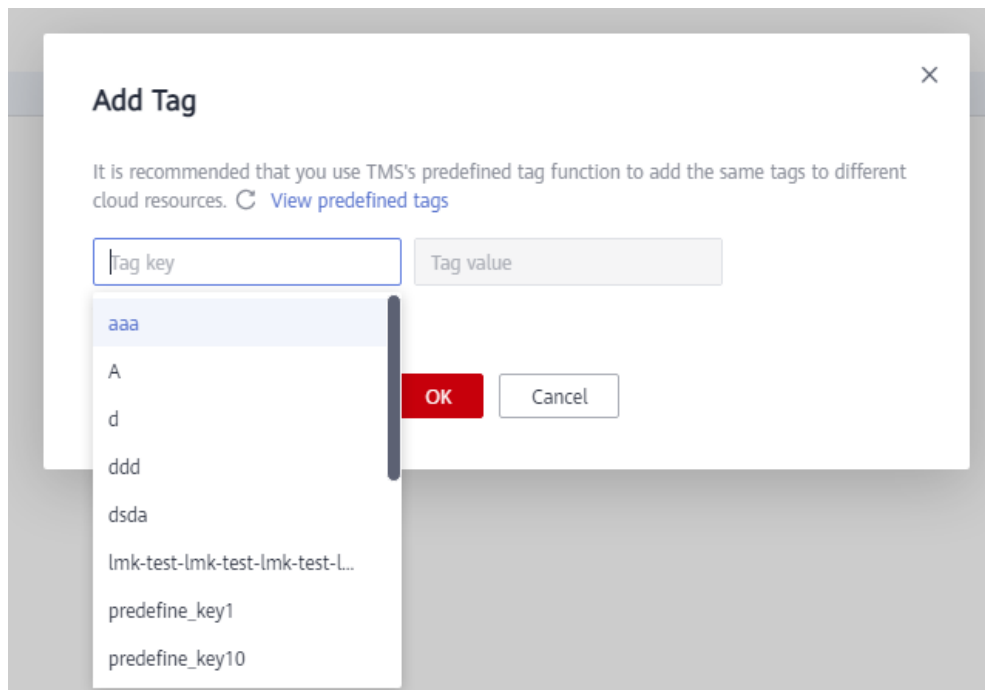 Add Tag
It is recommended that you use TMS's predefined tag function to add the same tags to different
cloud resources. View predefined tags
Tag key Tag value
aaa
A
d
OK Cancel
ddd
dsda
lmk-test-lmk-test-lmk-test-l...
predefine_key1
predefine_key10